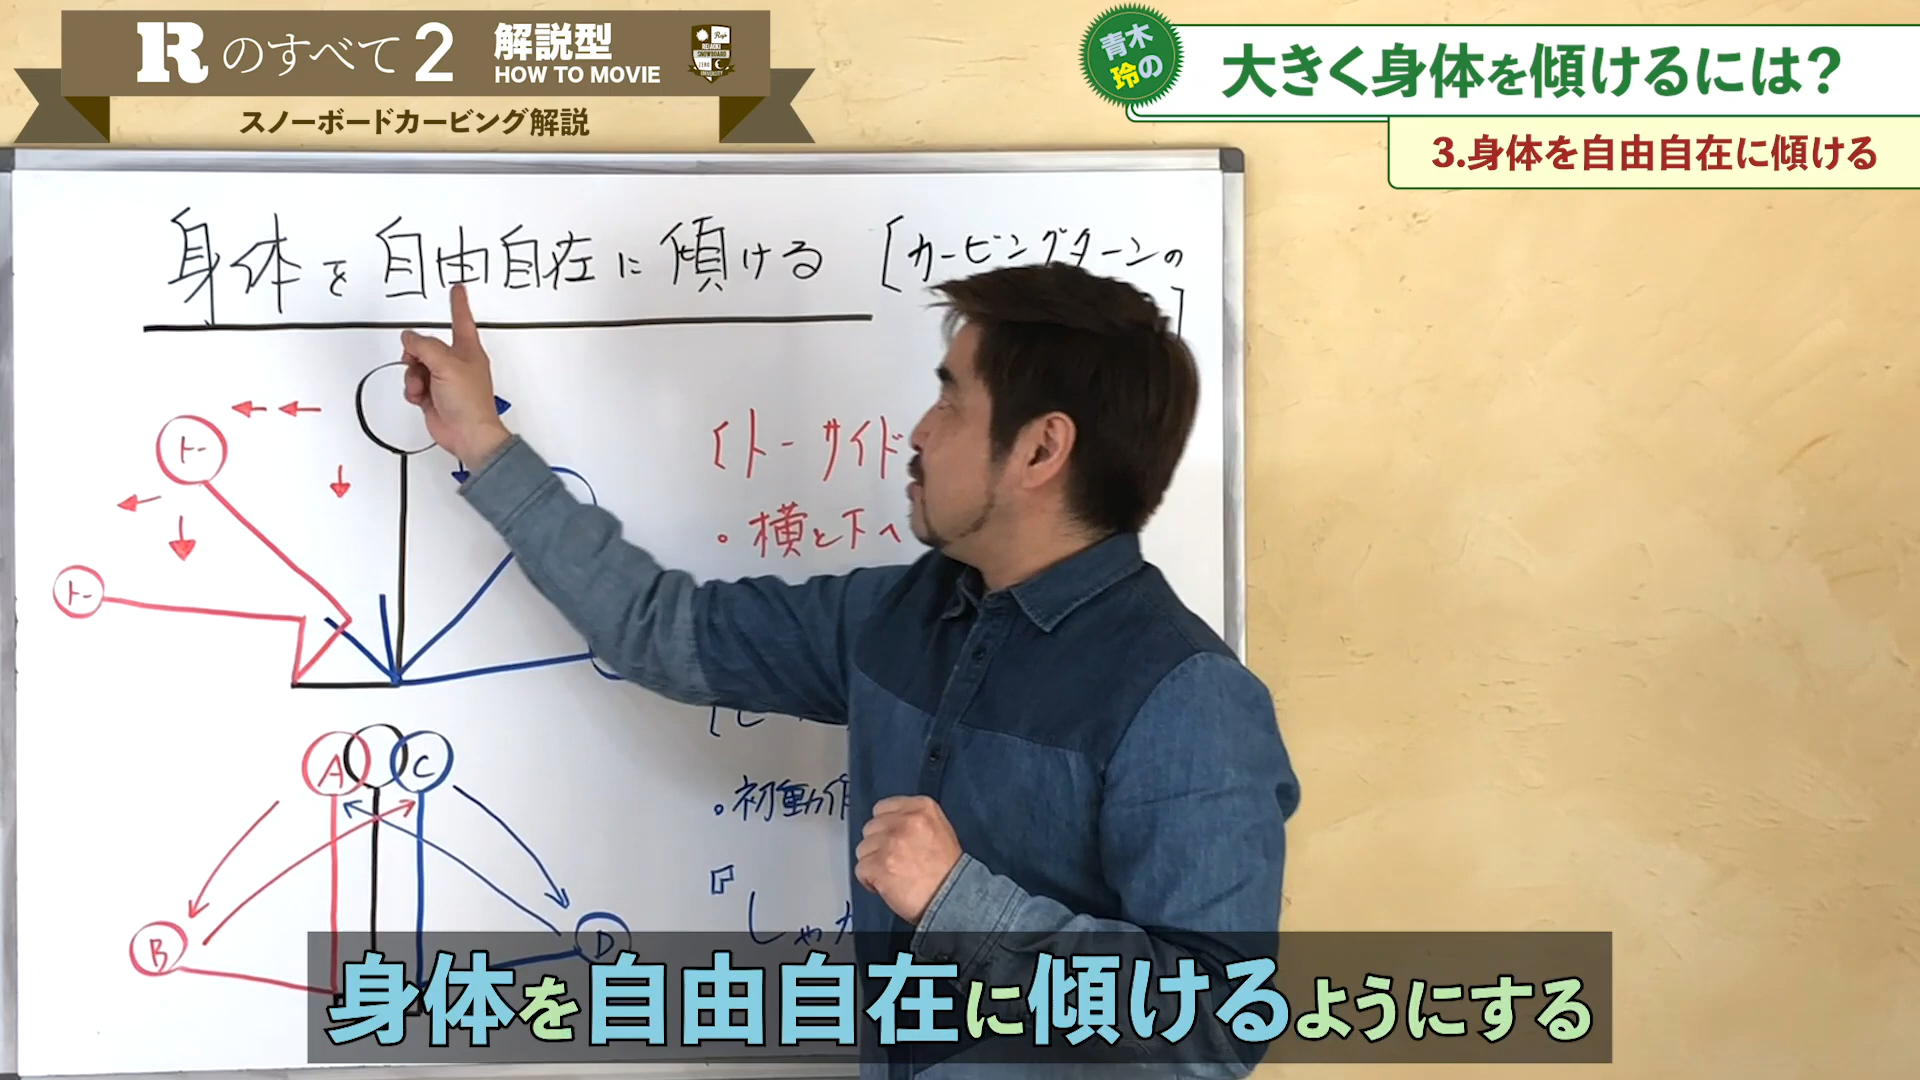 Rのすべて2 解説型
HOW TO MOVIE
スノーボードカービング解説
青木玲の
大きく身体を傾けるには？
3.身体を自由自在に傾ける
身体を自由自在に傾ける [カービングターンの
]
トー
トー
[トーサイド
・横と下へ
A
C
B
D
・初動作
『
しゃが
身体を自由自在に傾けるようにする